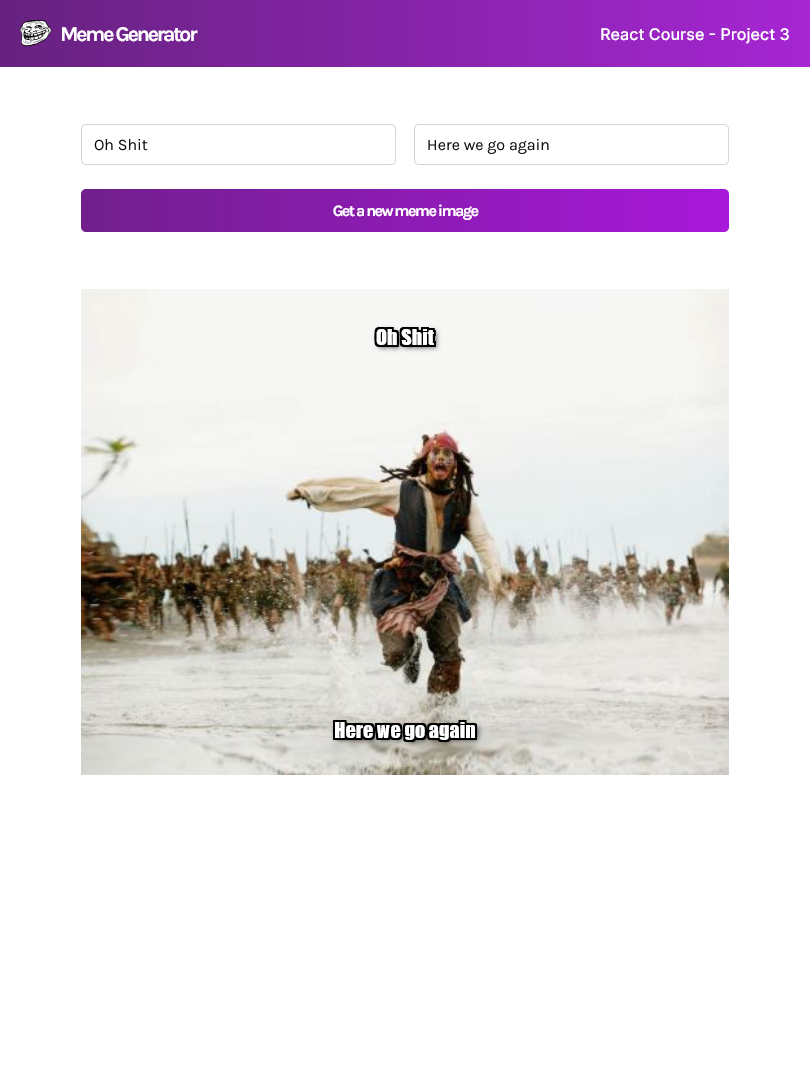 Meme Generator
React Course - Project 3
Oh Shit
Here we go again
Get a new meme image
Oh Shit
Here we go again